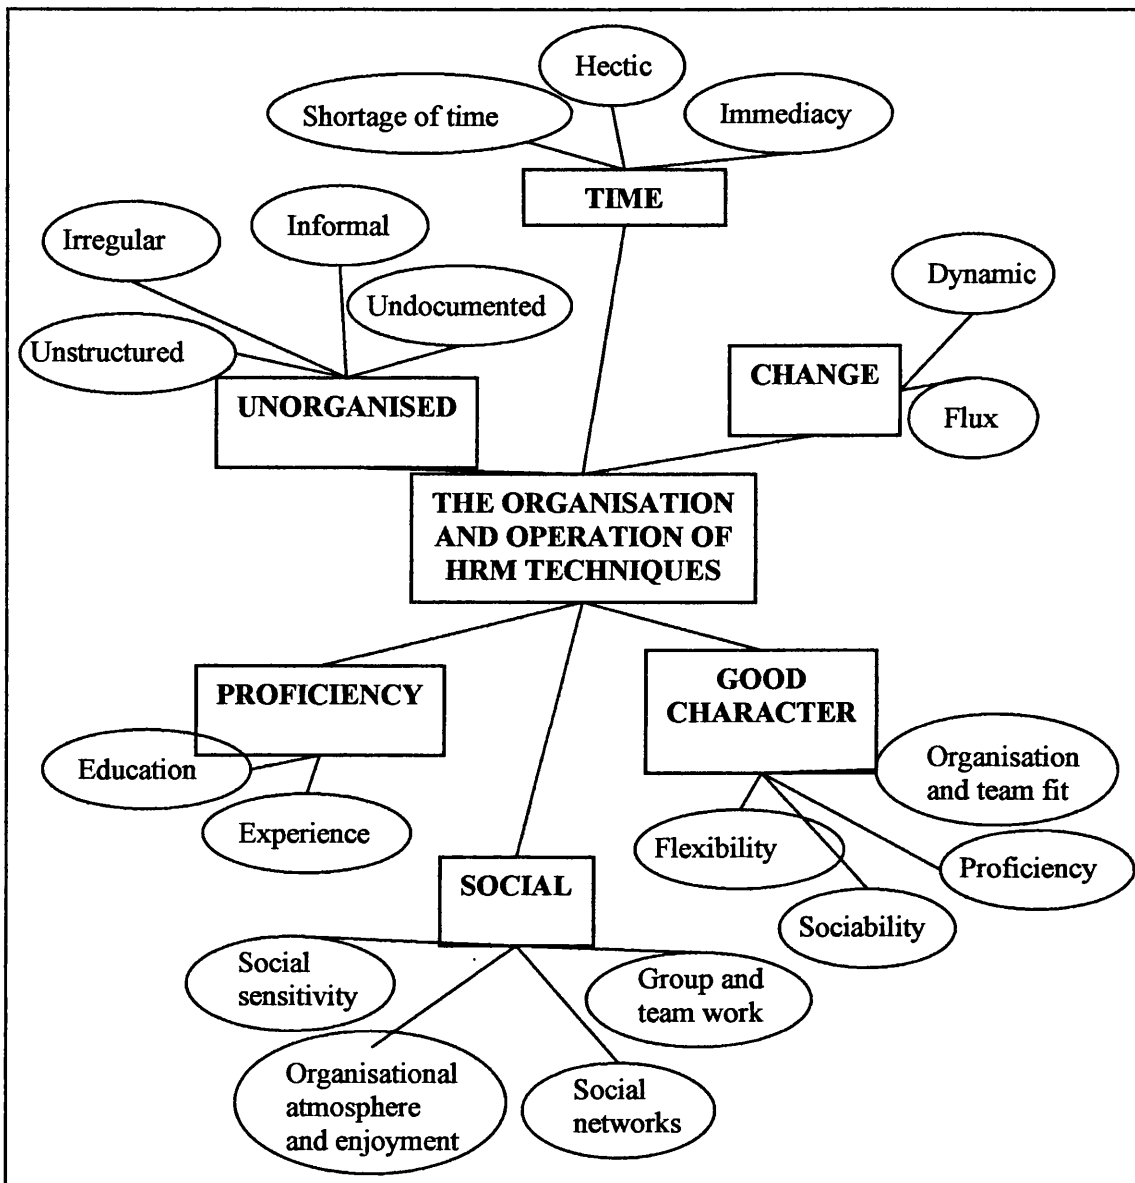 Hectic
Shortage of time
Immediacy
TIME
Irregular
Informal
Undocumented
Unstructured
UNORGANISED
Dynamic
CHANGE
Flux
THE ORGANISATION
AND OPERATION OF
HRM TECHNIQUES
PROFICIENCY
Education
Experience
GOOD
CHARACTER
Organisation
and team fit
Flexibility
Proficiency
Sociability
SOCIAL
Social
sensitivity
Group and
team work
Organisational
atmosphere
and enjoyment
Social
networks